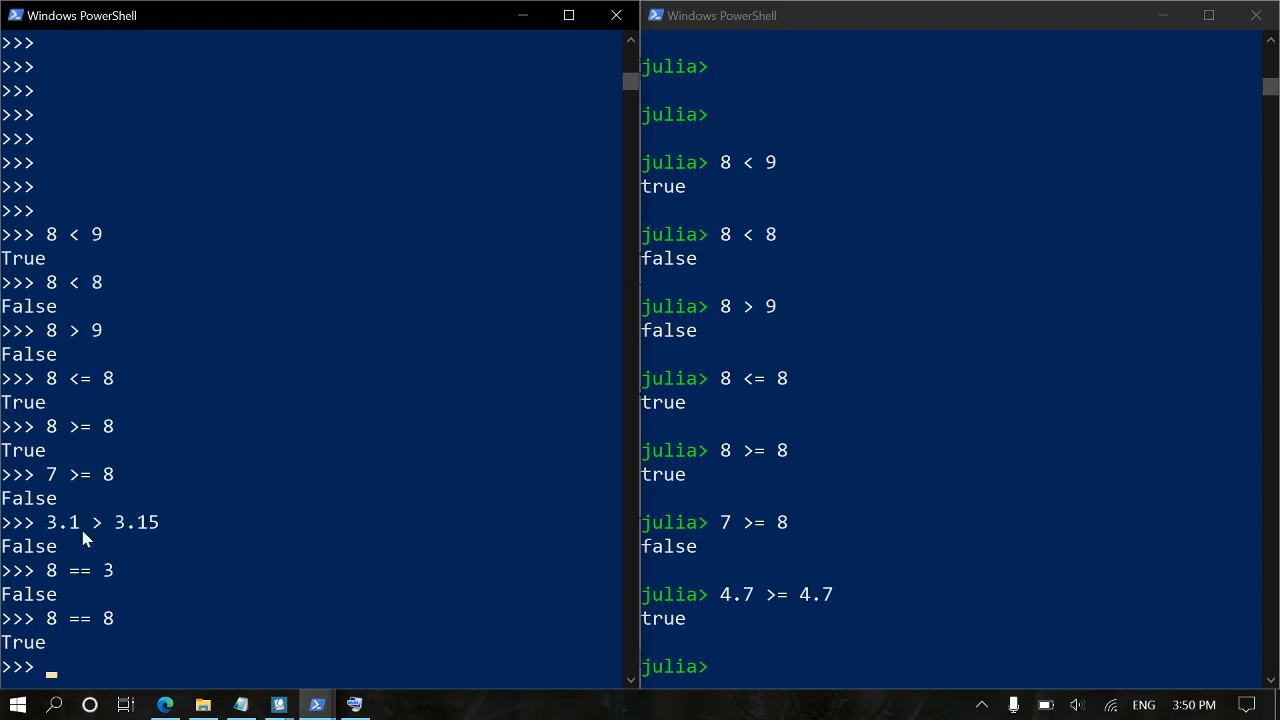 Windows PowerShell
>>>
>>>
>>>
>>>
>>>
>>>
>>>
>>>
>>> 8 < 9
True
>>> 8 < 8
False
>>> 8 > 9
False
>>> 8 <= 8
True
>>> 8 >= 8
True
>>> 7 >= 8
False
>>> 3.1 > 3.15
False
>>> 8 == 3
False
>>> 8 == 8
True
>>>
Windows PowerShell
julia>
julia>
julia> 8 < 9
true
julia> 8 < 8
false
julia> 8 > 9
false
julia> 8 <= 8
true
julia> 8 >= 8
true
julia> 7 >= 8
false
julia> 4.7 >= 4.7
true
julia>
ENG
3:50 PM